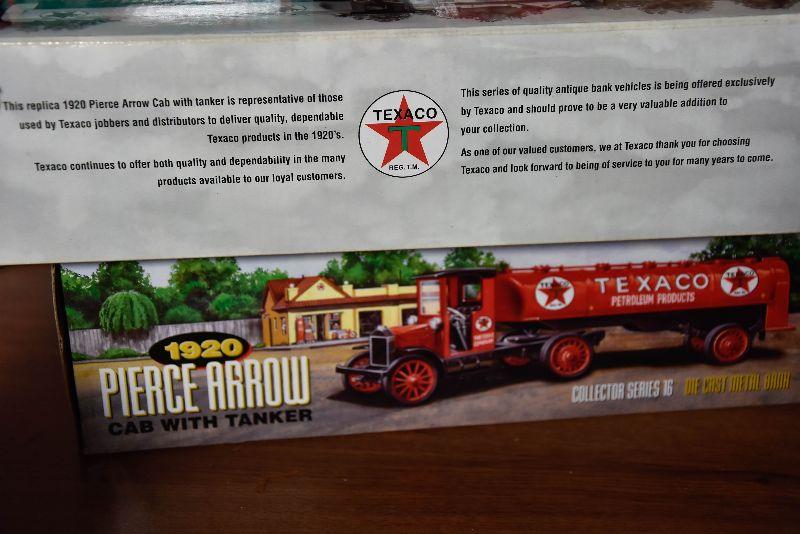 This replica 1920 Pierce Arrow Cab with tanker is representative of those
used by Texaco jobbers and distributors to deliver quality, dependable
Texaco products in the 1920's.
Texaco continues to offer both quality and dependability in the many
products available to our loyal customers.
TEXACO
T
REG. T.M.
This series of quality antique bank vehicles is being offered exclusively
by Texaco and should prove to be a very valuable addition to
your collection.
As one of our valued customers, we at Texaco thank you for choosing
Texaco and look forward to being of service to you for many years to come.
1920
PIERCE ARROW
CAB WITH TANKER
TEXACO
PETROLEUM PRODUCTS
COLLECTOR SERIES 16 DIE CAST METAL BANK